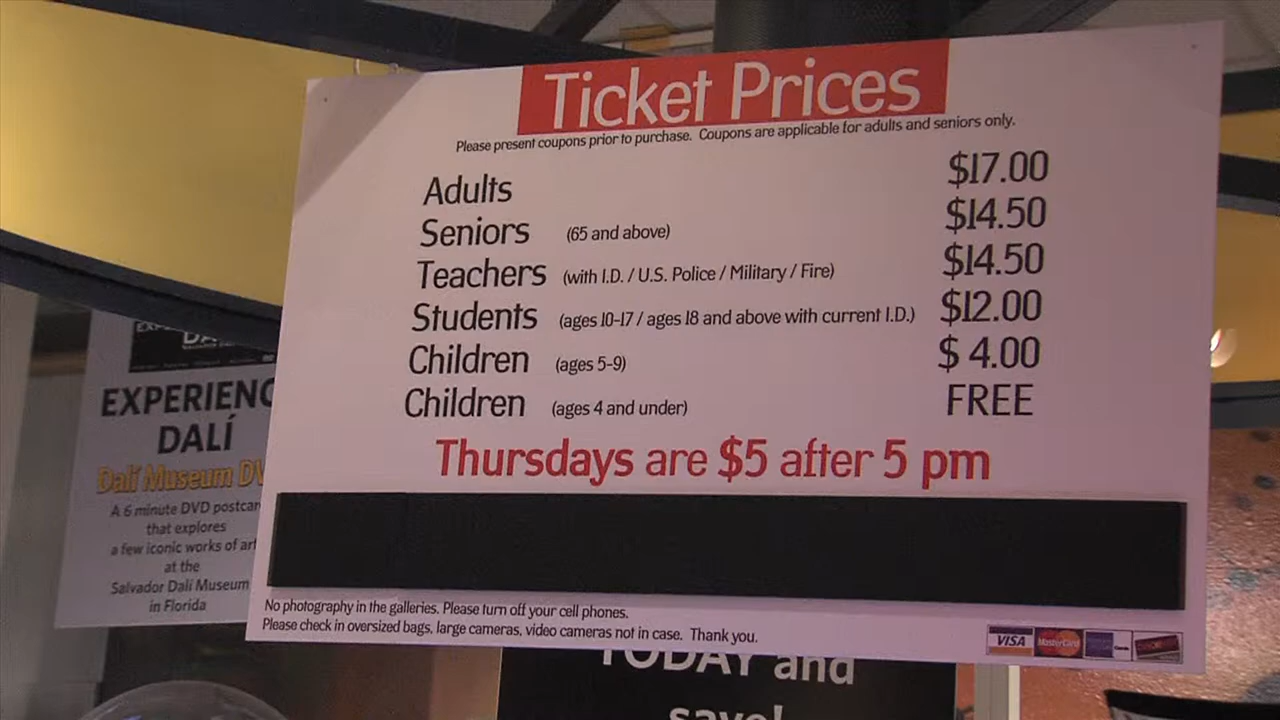 Ticket Prices
Please present coupons prior to purchase. Coupons are applicable for adults and seniors only.
Adults $17.00
Seniors (65 and above) $14.50
Teachers (with I.D. / U.S. Police / Military / Fire) $14.50
Students (ages 10-17 / ages 18 and above with current I.D.) $12.00
Children (ages 5-9) $ 4.00
Children (ages 4 and under) FREE
Thursdays are $5 after 5 pm
No photography in the galleries. Please turn off your cell phones.
Please check in oversized bags, large cameras, video cameras not in case. Thank you.
VISA MasterCard
EXPERIENC
DALÍ
Dalí Museum DV
A 6 minute DVD postcar
that explores
a few iconic works of art
at the
Salvador Dalí Museum
in Florida
TODAY and
save!